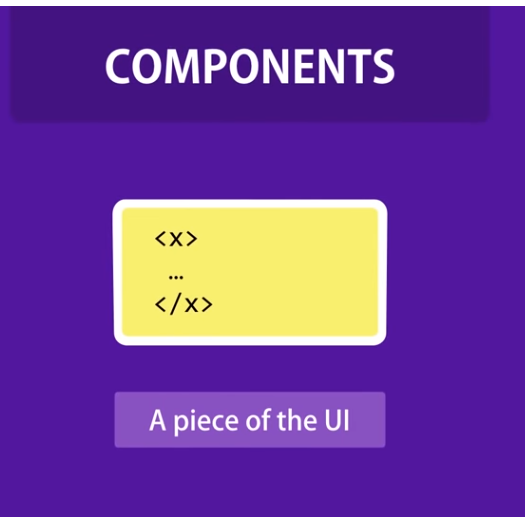 COMPONENTS
<x>
…
</x>
A piece of the UI